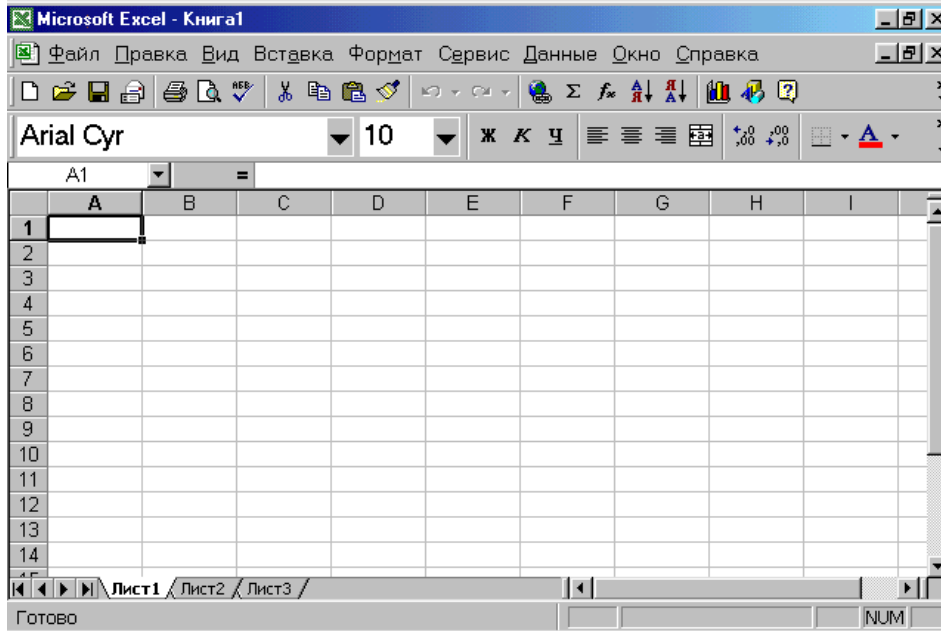 Microsoft Excel - Книга1
Файл Правка Вид Вставка Формат Сервис Данные Окно Справка
Arial Cyr 10 Ж К Ч
A1 =
A B C D E F G H I
1
2
3
4
5
6
7
8
9
10
11
12
13
14
Лист1 Лист2 Лист3
Готово NUM